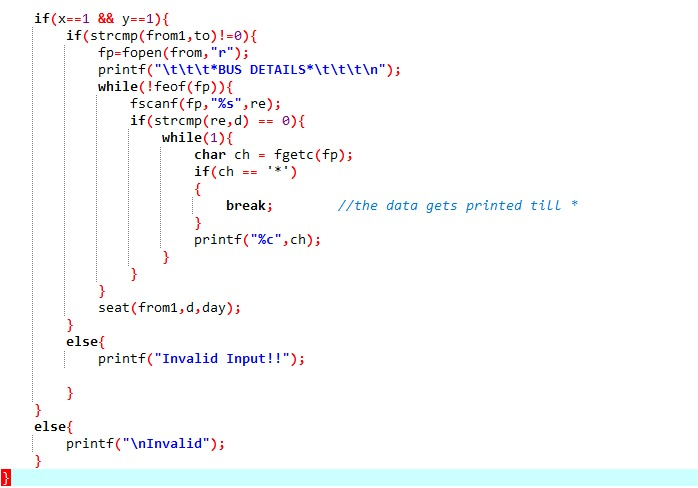 if(x==1 && y==1){
if(strcmp(from1,to)!=0){
fp=fopen(from,"r");
printf("\t\t\t*BUS DETAILS*\t\t\t\n");
while(!feof(fp)){
fscanf(fp,"%s",re);
if(strcmp(re,d) == 0){
while(1){
char ch = fgetc(fp);
if(ch == '*')
{
break; //the data gets printed till *
}
printf("%c",ch);
}
}
}
seat(from1,d,day);
}
else{
printf("Invalid Input!!");
}
}
else{
printf("\nInvalid");
}
}